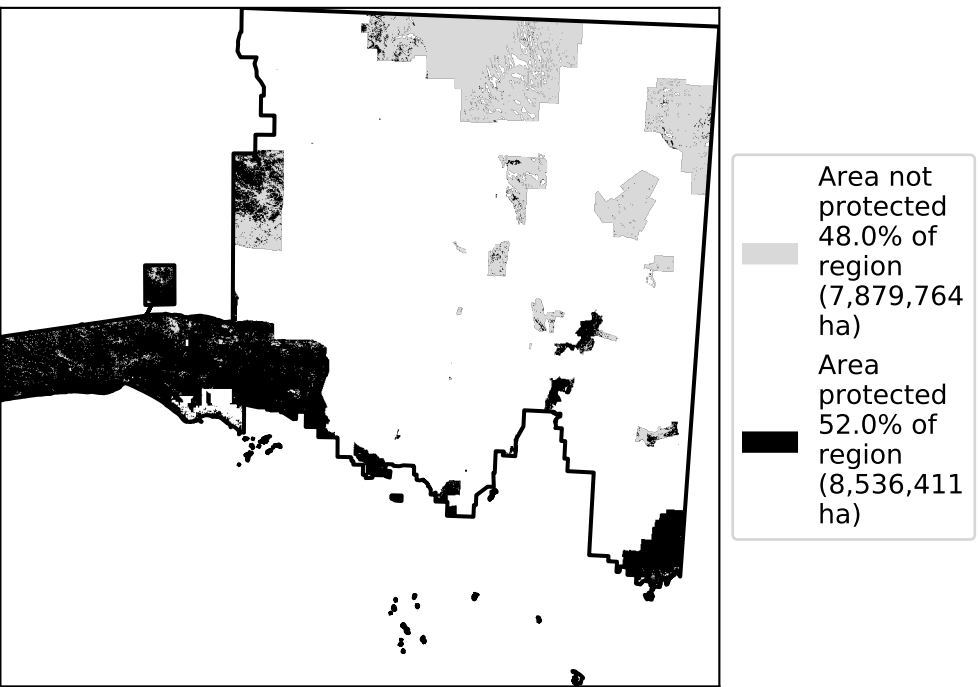 Area not
protected
48.0% of
region
(7,879,764
ha)
Area
protected
52.0% of
region
(8,536,411
ha)